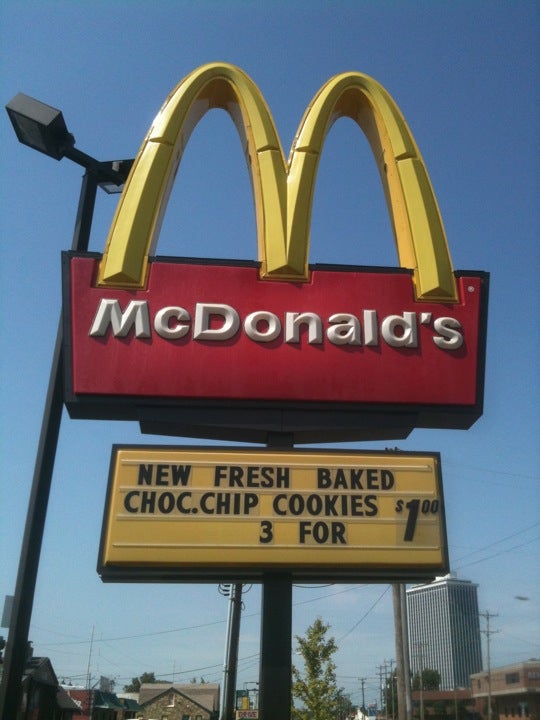 McDonald's®
NEW FRESH BAKED
CHOC.CHIP COOKIES $1.00
3 FOR